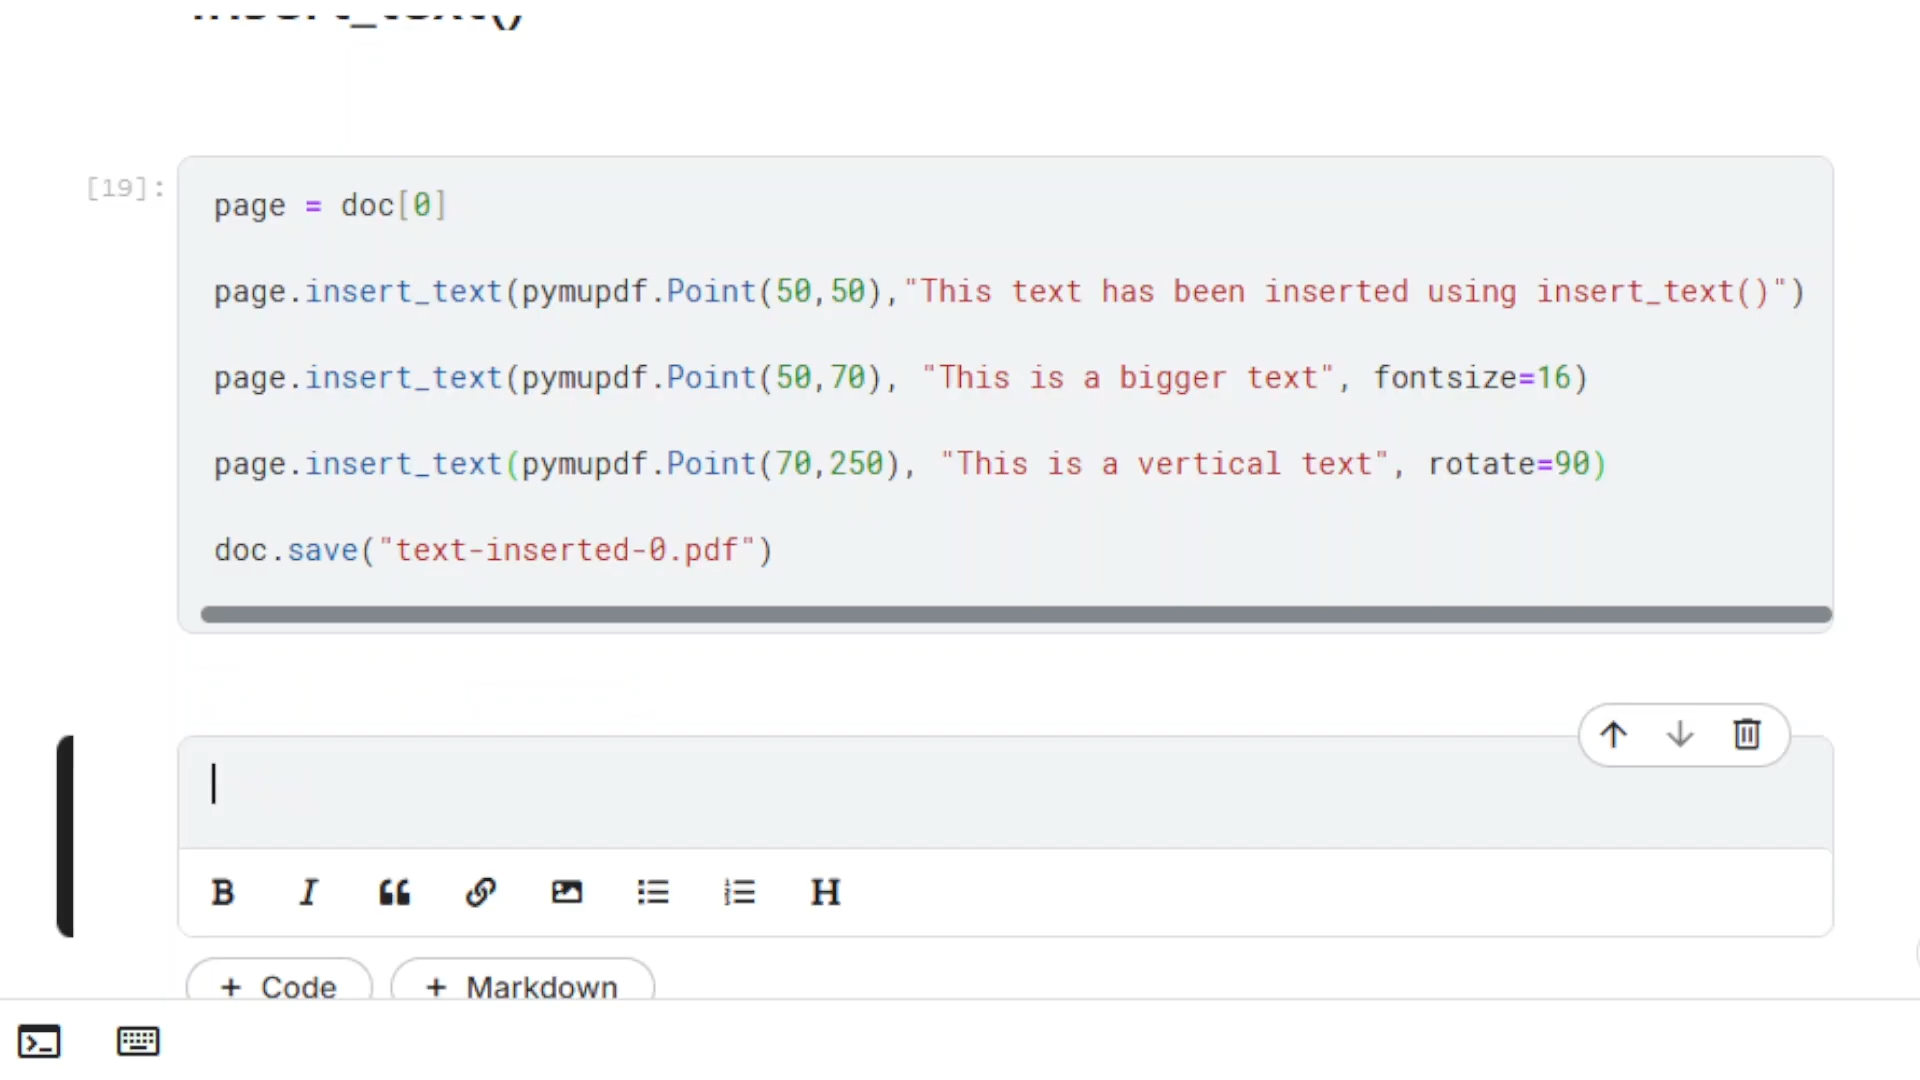 insert_text()
[19]:
page = doc[0]
page.insert_text(pymupdf.Point(50,50),"This text has been inserted using insert_text()")
page.insert_text(pymupdf.Point(50,70), "This is a bigger text", fontsize=16)
page.insert_text(pymupdf.Point(70,250), "This is a vertical text", rotate=90)
doc.save("text-inserted-0.pdf")
B I H
+ Code + Markdown